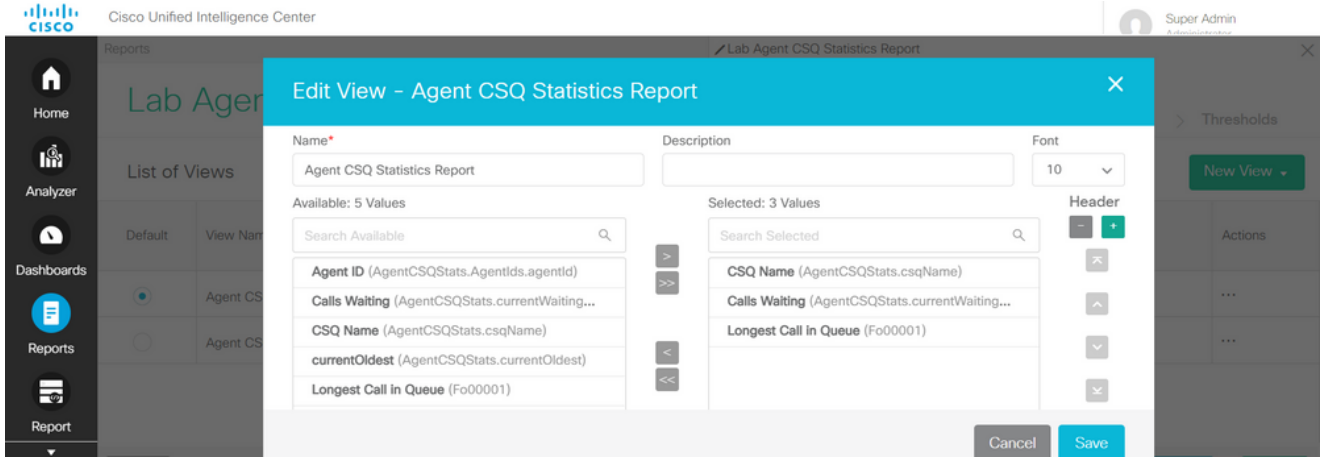 CISCO
Cisco Unified Intelligence Center
Super Admin
Administrator
Reports
Lab Agent CSQ Statistics Report
Home
Analyzer
Dashboards
Reports
Report
Lab Agen
Thresholds
List of Views
New View
Default
View Nam
Actions
Agent CS
...
Agent CS
...
Edit View - Agent CSQ Statistics Report
Name*
Description
Font
Agent CSQ Statistics Report
10
Available: 5 Values
Selected: 3 Values
Header
Search Available
Search Selected
- +
Agent ID (AgentCSQStats.AgentIds.agentId)
Calls Waiting (AgentCSQStats.currentWaiting...
CSQ Name (AgentCSQStats.csqName)
currentOldest (AgentCSQStats.currentOldest)
Longest Call in Queue (Fo00001)
>
>>
<
<<
CSQ Name (AgentCSQStats.csqName)
Calls Waiting (AgentCSQStats.currentWaiting...
Longest Call in Queue (Fo00001)
Cancel
Save